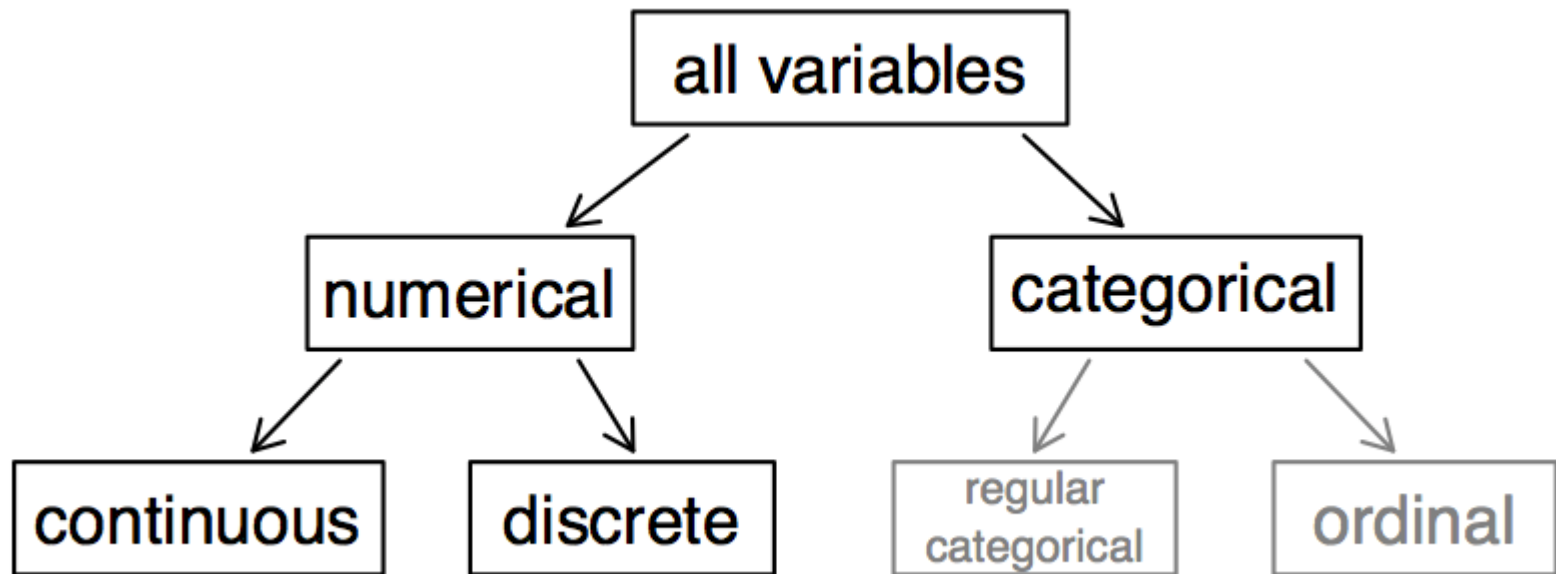 all variables
numerical
categorical
continuous
discrete
regular
categorical
ordinal